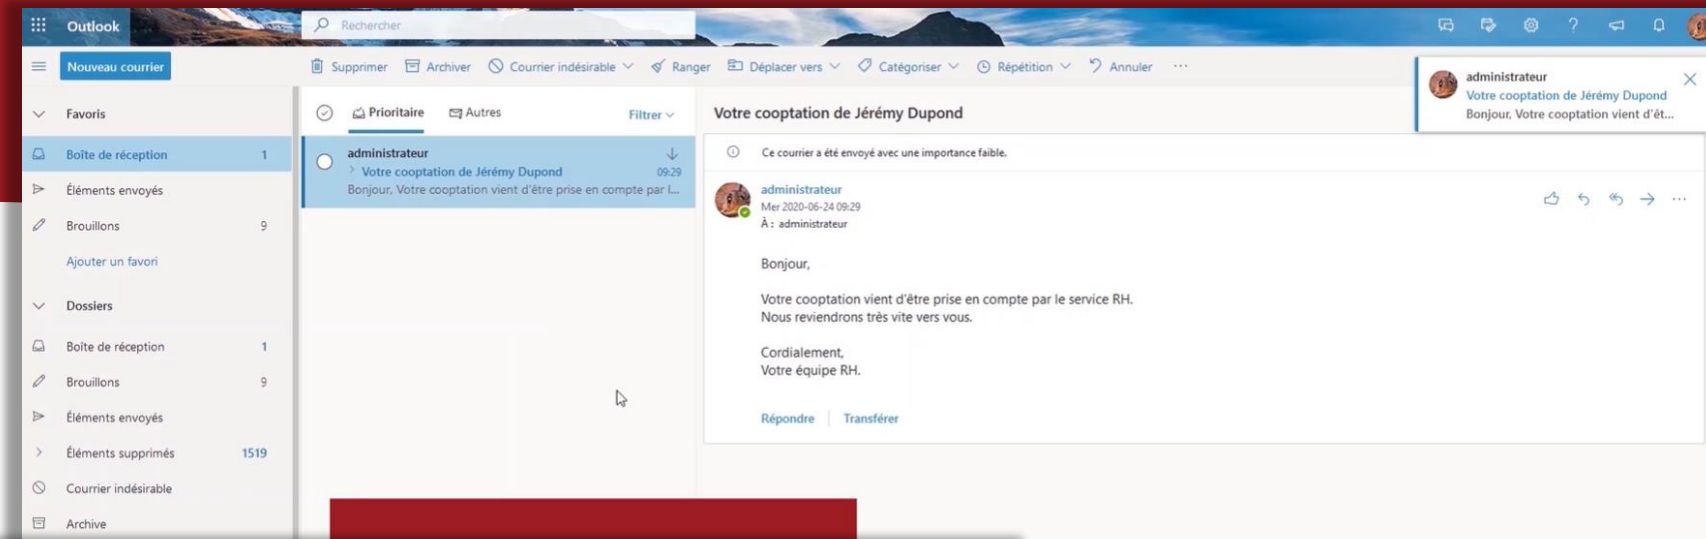 Outlook
Rechercher
Nouveau courrier
Supprimer Archiver Courrier indésirable Ranger Déplacer vers Catégoriser Répétition Annuler ...
administrateur
Votre cooptation de Jérémy Dupond
Bonjour, Votre cooptation vient d'ét...
Favoris
Boîte de réception 1
Éléments envoyés
Brouillons 9
Ajouter un favori
Dossiers
Boîte de réception 1
Brouillons 9
Éléments envoyés
Éléments supprimés 1519
Courrier indésirable
Archive
Prioritaire Autres Filtrer
administrateur
Votre cooptation de Jérémy Dupond 09:29
Bonjour, Votre cooptation vient d'être prise en compte par l...
Votre cooptation de Jérémy Dupond
Ce courrier a été envoyé avec une importance faible.
administrateur
Mer 2020-06-24 09:29
À : administrateur
Bonjour,
Votre cooptation vient d'être prise en compte par le service RH.
Nous reviendrons très vite vers vous.
Cordialement,
Votre équipe RH.
Répondre Transférer